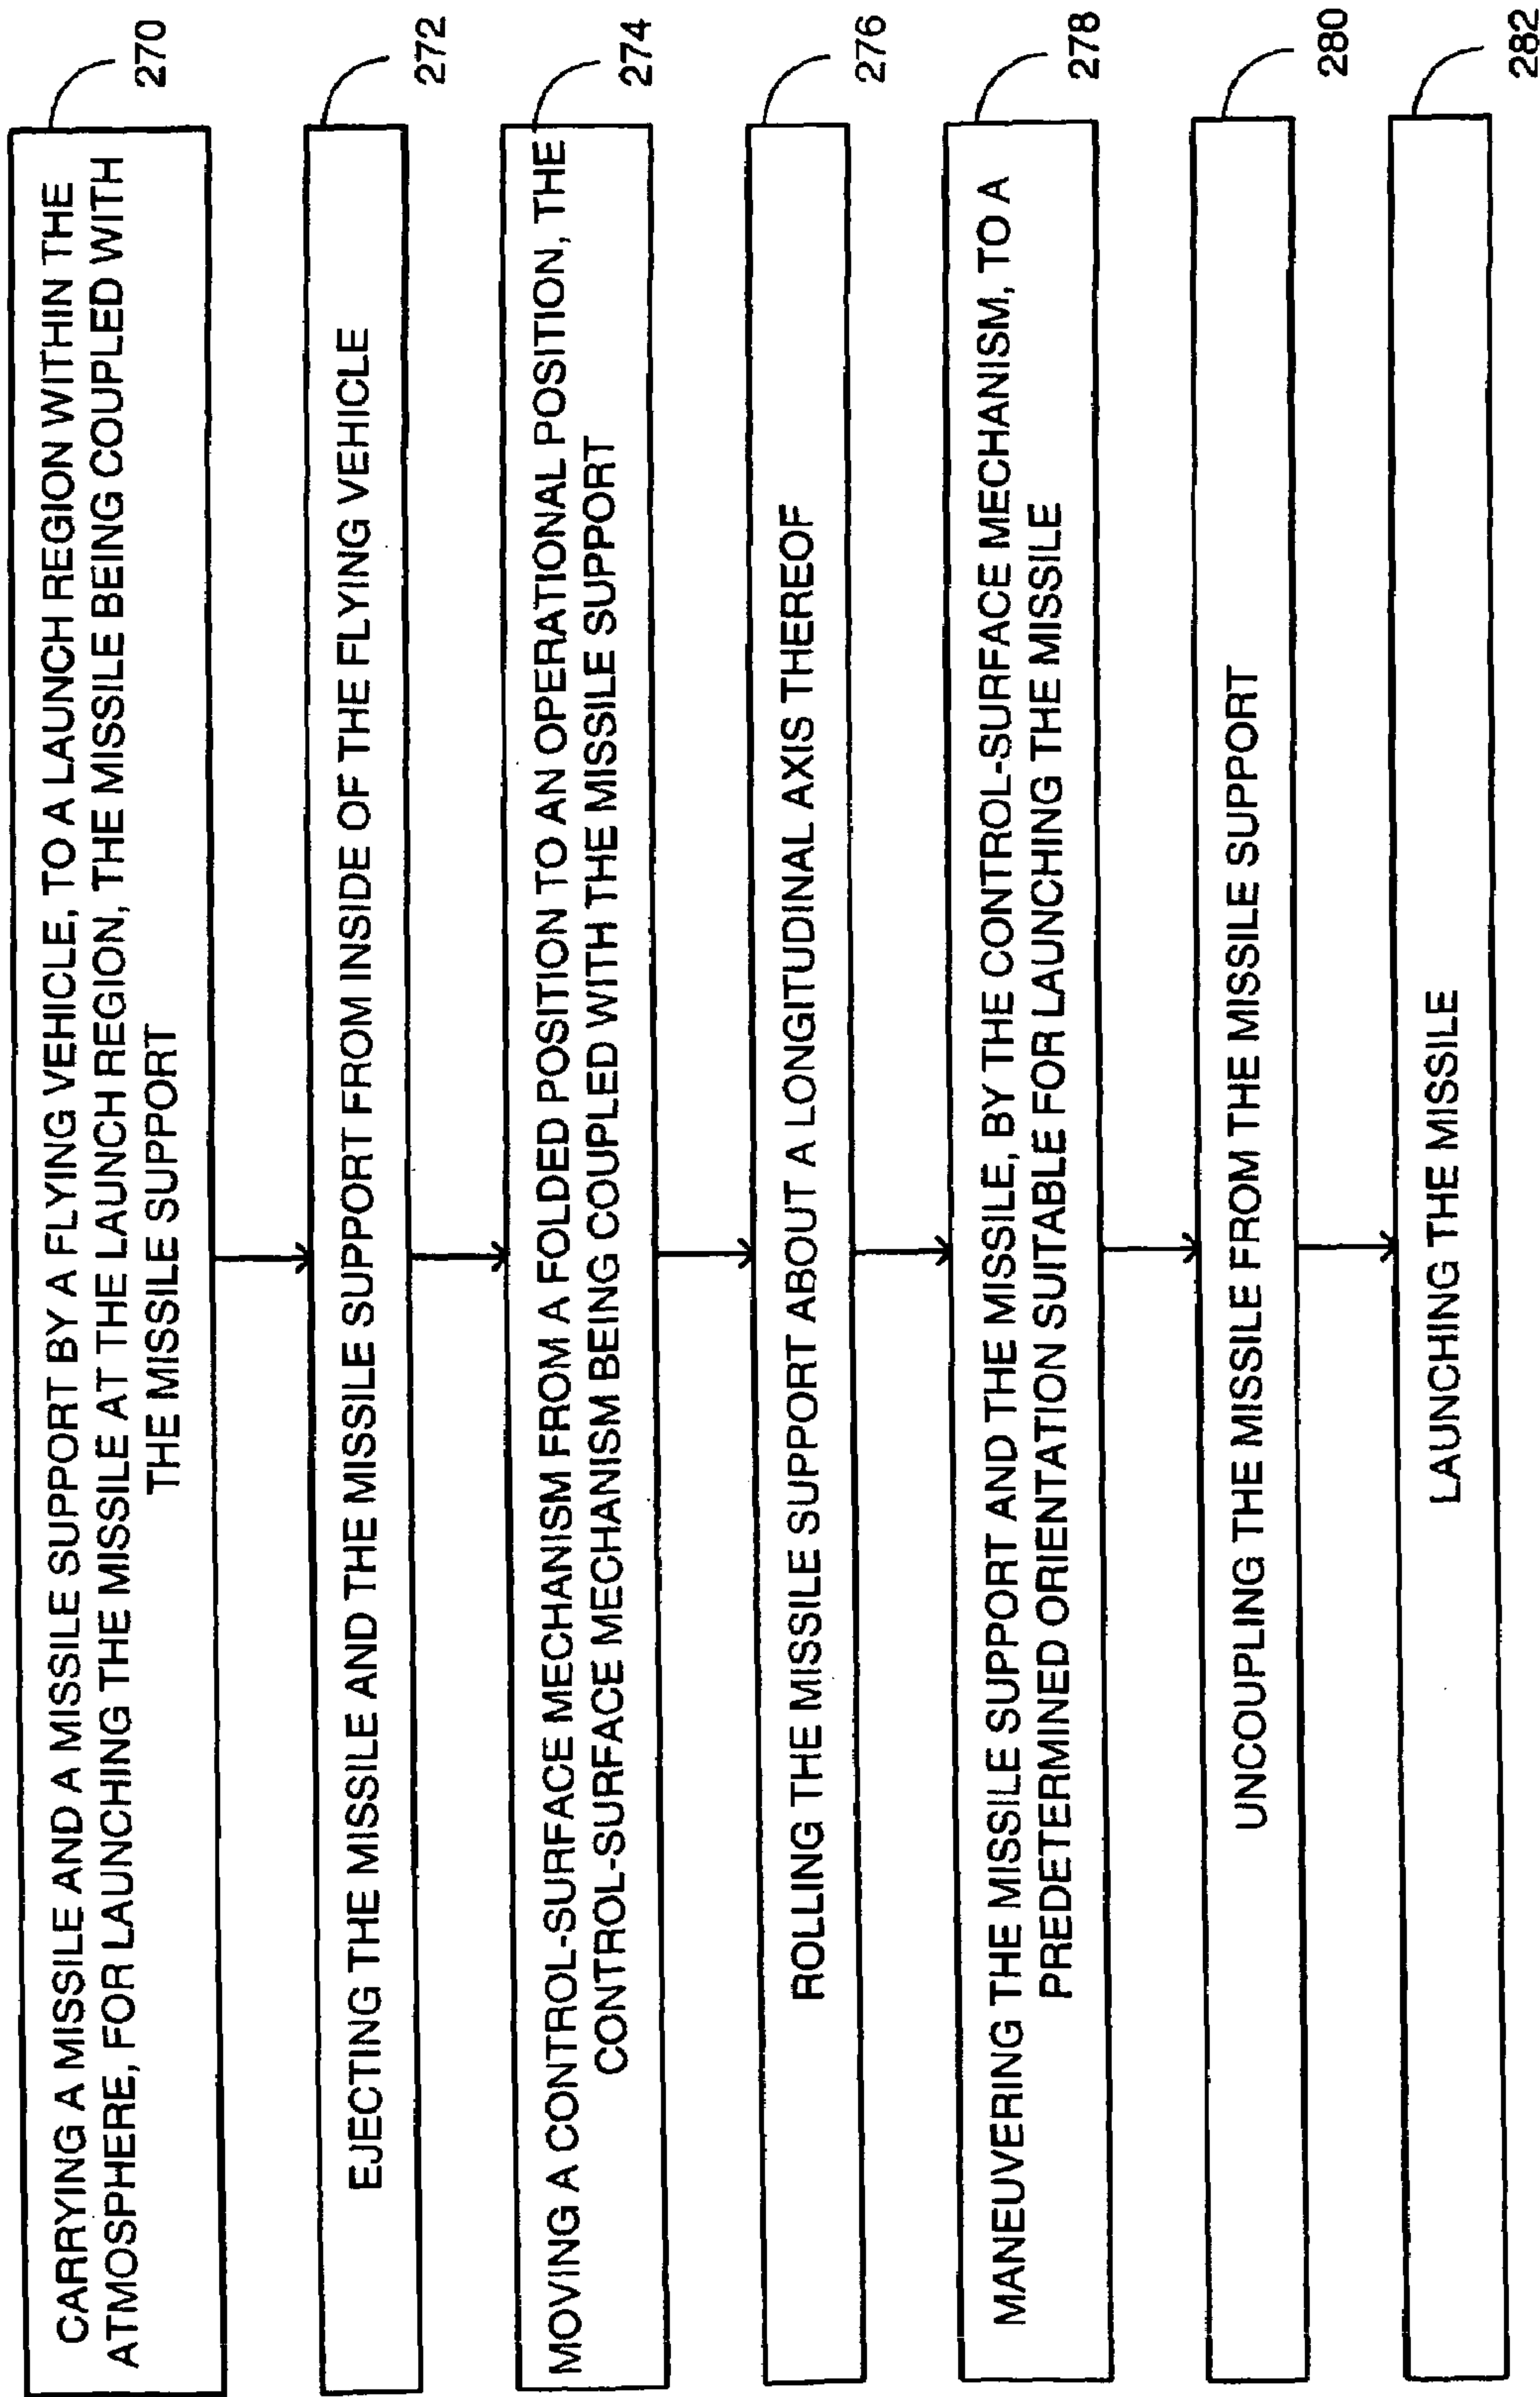 CARRYING A MISSILE AND A MISSILE SUPPORT BY A FLYING VEHICLE, TO A LAUNCH REGION WITHIN THE
ATMOSPHERE, FOR LAUNCHING THE MISSILE AT THE LAUNCH REGION, THE MISSILE BEING COUPLED WITH
THE MISSILE SUPPORT
270
EJECTING THE MISSILE AND THE MISSILE SUPPORT FROM INSIDE OF THE FLYING VEHICLE
272
MOVING A CONTROL-SURFACE MECHANISM FROM A FOLDED POSITION TO AN OPERATIONAL POSITION, THE
CONTROL-SURFACE MECHANISM BEING COUPLED WITH THE MISSILE SUPPORT
274
ROLLING THE MISSILE SUPPORT ABOUT A LONGITUDINAL AXIS THEREOF
276
MANEUVERING THE MISSILE SUPPORT AND THE MISSILE, BY THE CONTROL-SURFACE MECHANISM, TO A
PREDETERMINED ORIENTATION SUITABLE FOR LAUNCHING THE MISSILE
278
UNCOUPLING THE MISSILE FROM THE MISSILE SUPPORT
280
LAUNCHING THE MISSILE
282